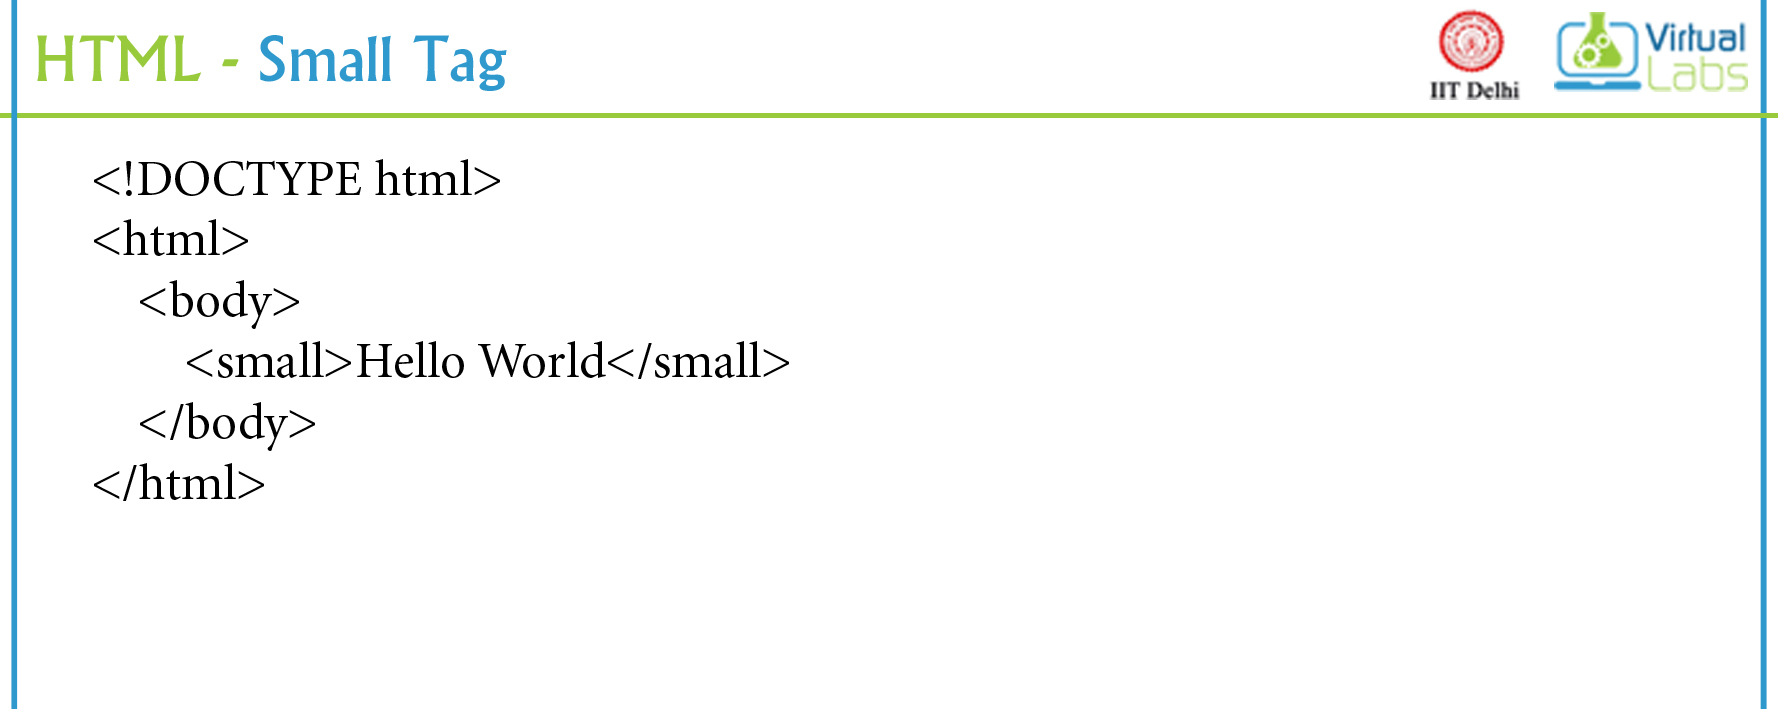 HTML - Small Tag
IIT Delhi
Virtual
Labs
<!DOCTYPE html>
<html>
<body>
<small>Hello World</small>
</body>
</html>